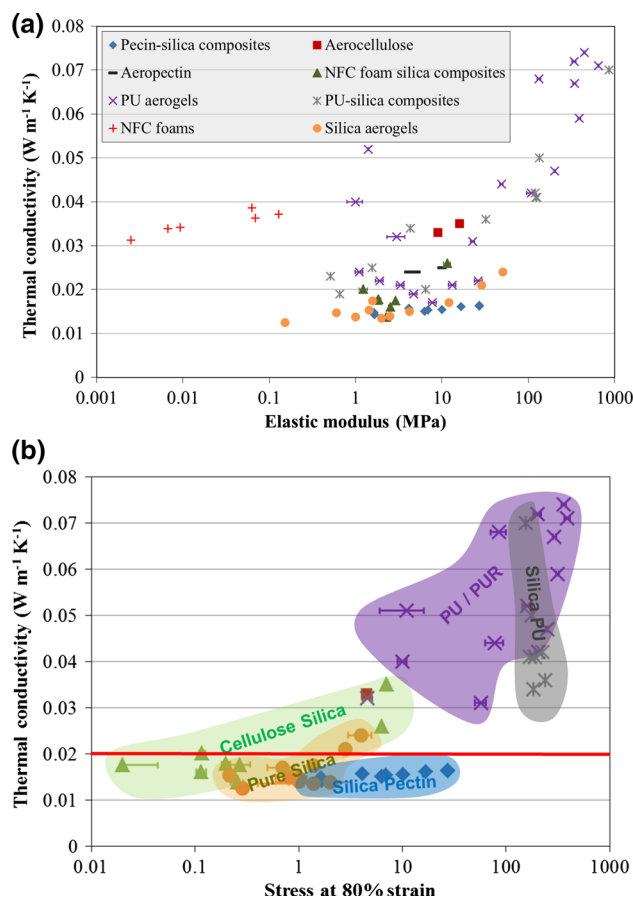 (a)
0.08
0.07
0.06
0.05
0.04
0.03
0.02
0.01
0
Thermal conductivity (W m⁻¹ K⁻¹)
Pecin-silica composites
Aerocellulose
Aeropectin
NFC foam silica composites
PU aerogels
PU-silica composites
NFC foams
Silica aerogels
0.001 0.01 0.1 1 10 100 1000
Elastic modulus (MPa)
(b)
0.08
0.07
0.06
0.05
0.04
0.03
0.02
0.01
0.00
Thermal conductivity (W m⁻¹ K⁻¹)
PU / PUR
Silica PU
Cellulose Silica
Pure Silica
Silica Pectin
0.01 0.1 1 10 100 1000
Stress at 80% strain